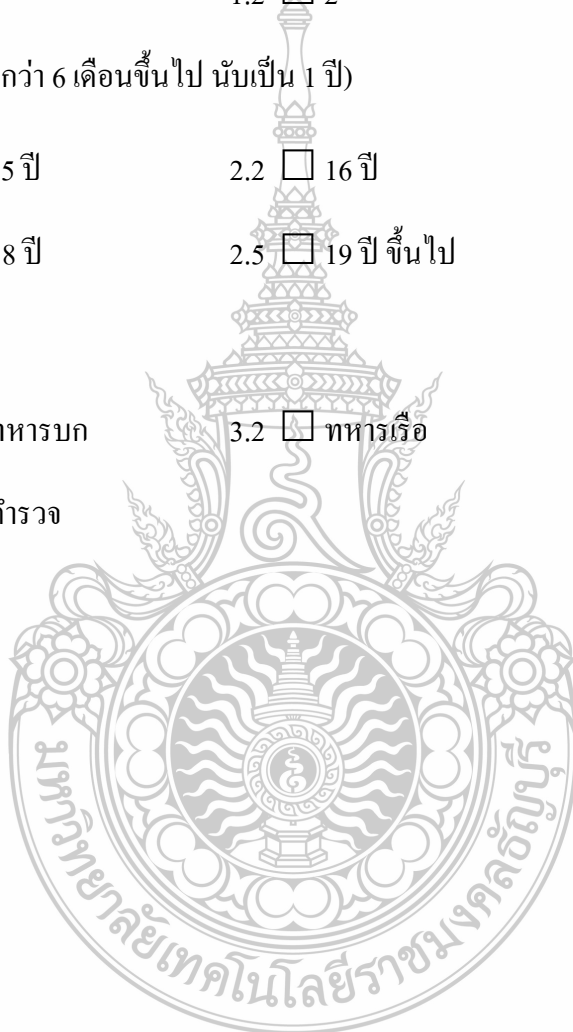 1.2 □ 2
กว่า 6 เดือนขึ้นไป นับเป็น 1 ปี)
5 ปี 2.2 □ 16 ปี
8 ปี 2.5 □ 19 ปี ขึ้นไป
ทหารบก 3.2 □ ทหารเรือ
ตำรวจ
มหาวิทยาลัยเทคโนโลยีราชมงคลธัญบุรี